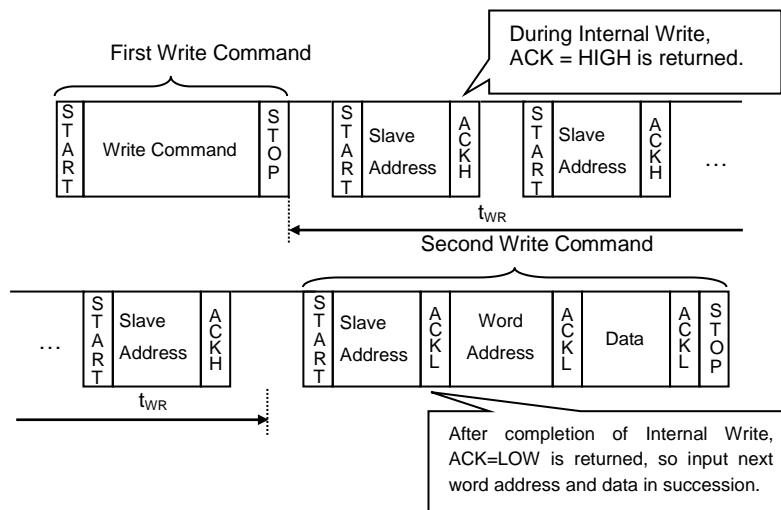 First Write Command
During Internal Write,
ACK = HIGH is returned.
START
Write Command
STOP
START
Slave
Address
ACKH
START
Slave
Address
ACKH
…
tWR
Second Write Command
…
START
Slave
Address
ACKH
START
Slave
Address
ACKL
Word
Address
ACKL
Data
ACKL
STOP
tWR
After completion of Internal Write,
ACK=LOW is returned, so input next
word address and data in succession.